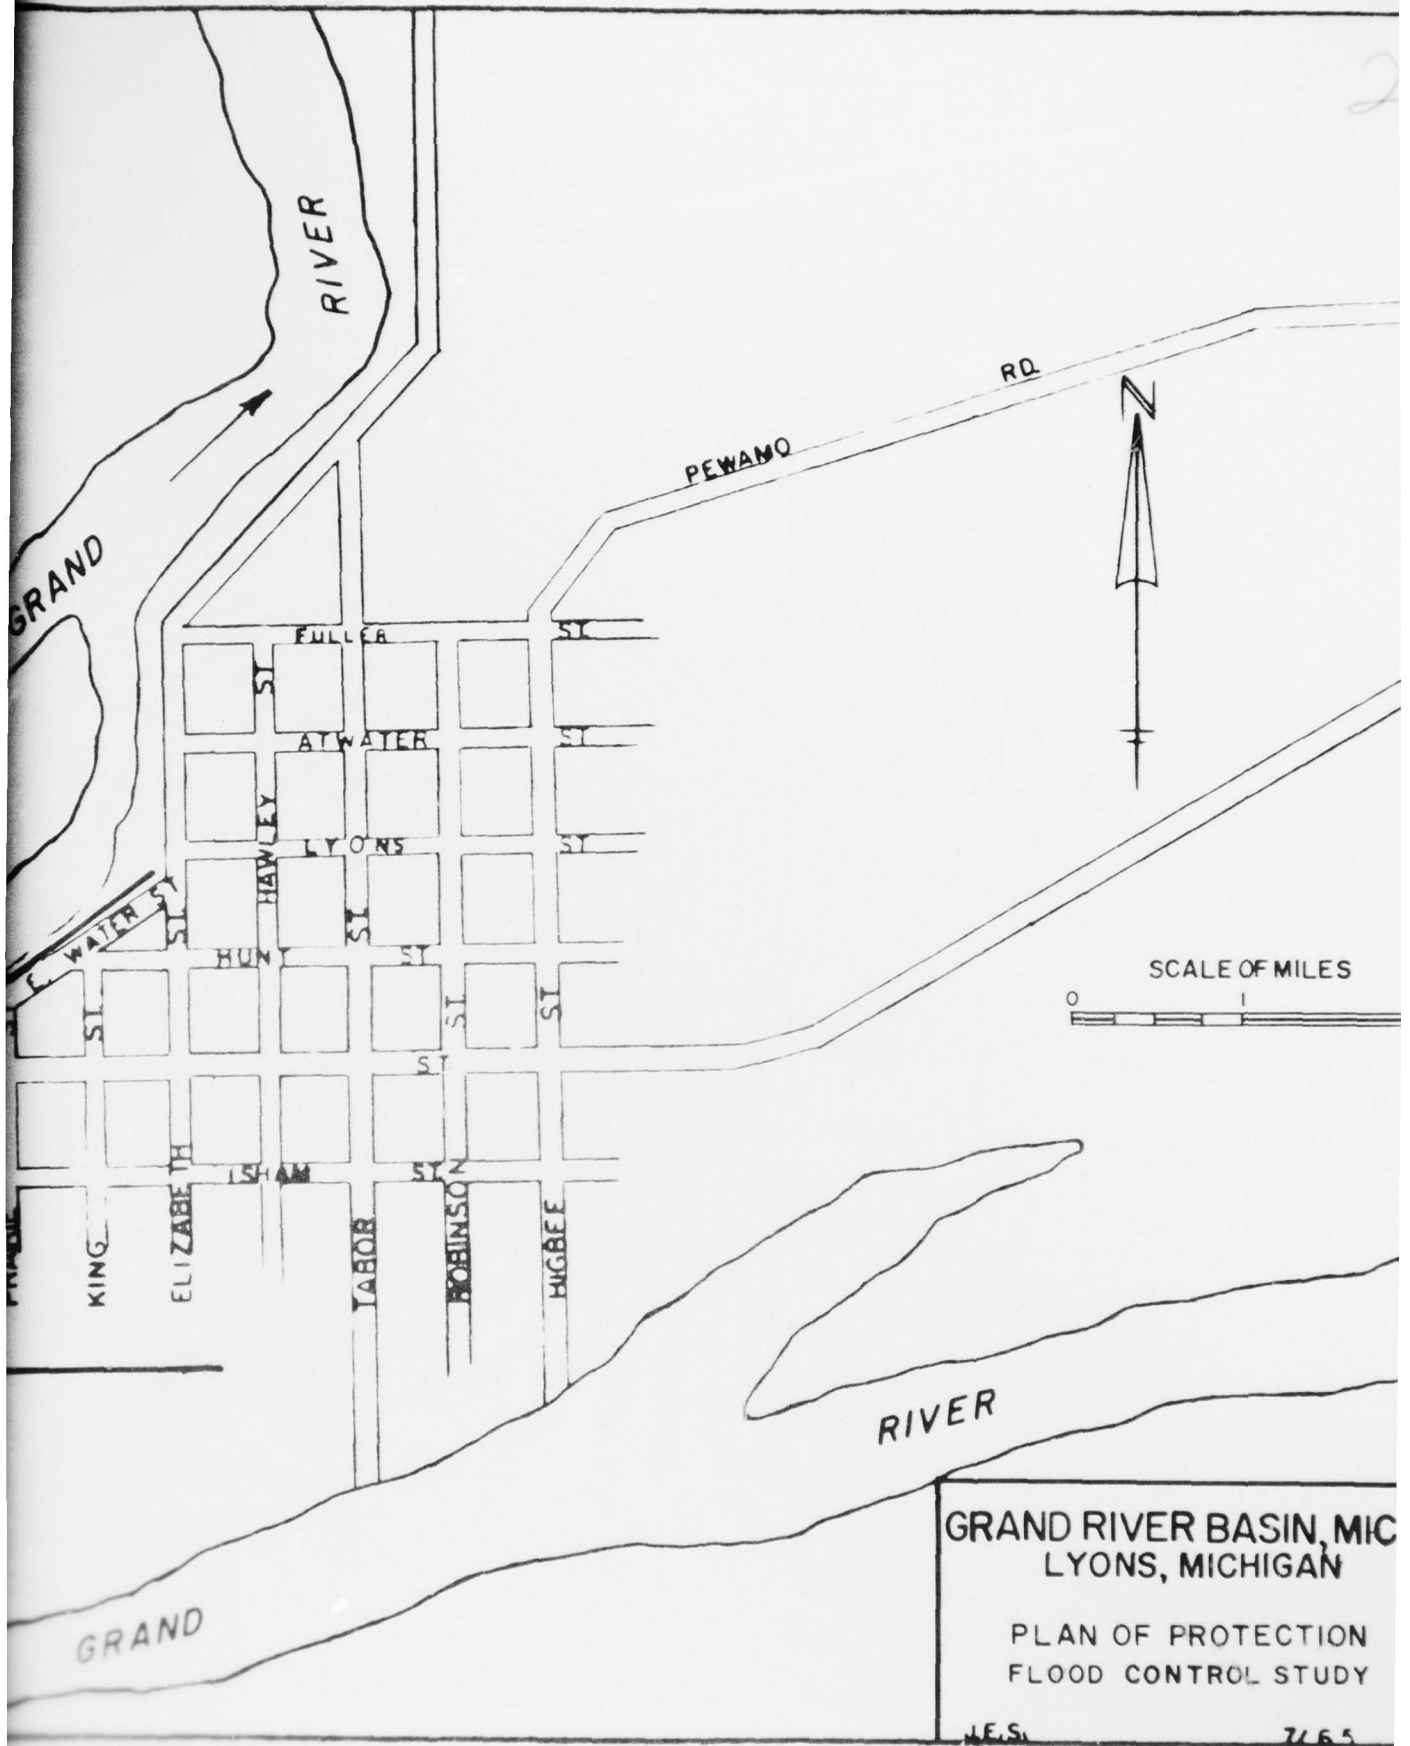 2
RIVER
GRAND
PEWAMO RD.
N
FULLER ST.
ST.
ATWATER ST.
HAWLEY
LYONS ST.
E. WATER ST.
ST.
ST.
HUNT ST.
ST.
ST.
ST.
ST.
ISHAM ST.
KING
ELIZABETH
TABOR
ROBINSON
HIGBEE
SCALE OF MILES
0 1
RIVER
GRAND
GRAND RIVER BASIN, MIC
LYONS, MICHIGAN
PLAN OF PROTECTION
FLOOD CONTROL STUDY
J.E.S.